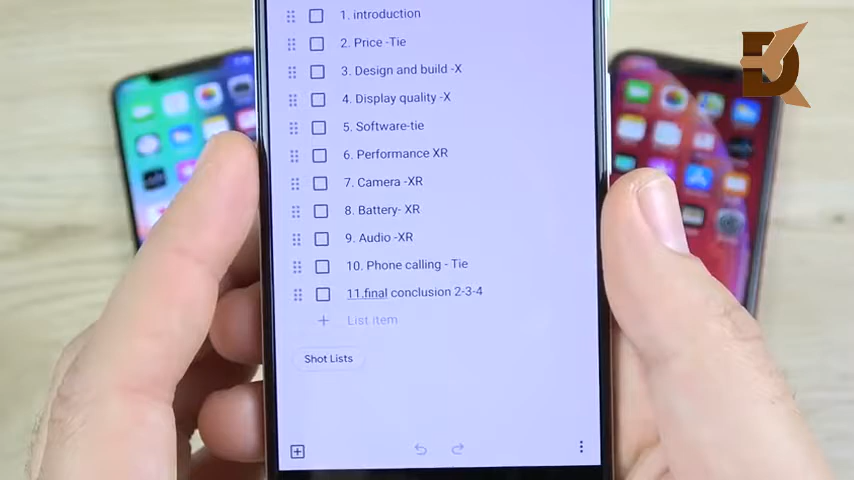 1. introduction
2. Price -Tie
3. Design and build -X
4. Display quality -X
5. Software-tie
6. Performance XR
7. Camera -XR
8. Battery- XR
9. Audio -XR
10. Phone calling - Tie
11.final conclusion 2-3-4
List item
Shot Lists